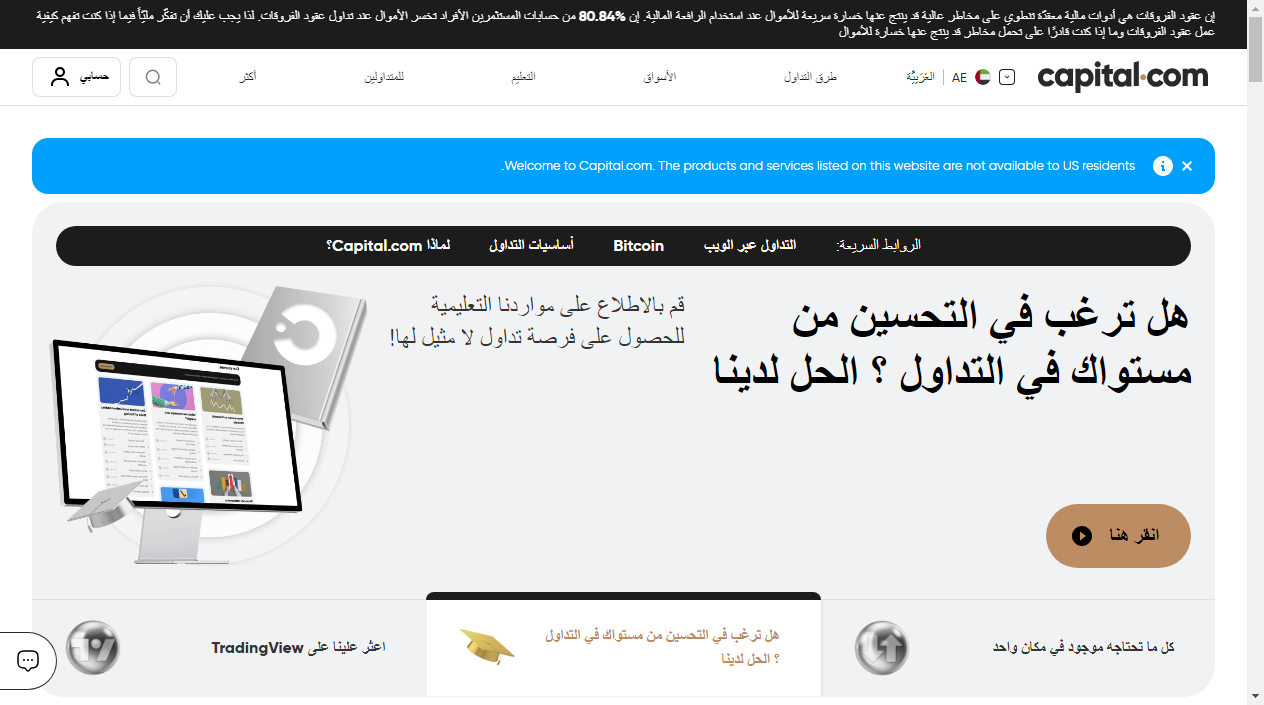 إن عقود الفروقات هي أدوات مالية معقدّة تنطوي على مخاطر عالية قد ينتج عنها خسارة سريعة للأموال عند استخدام الرافعة المالية. إن 80.84% من حسابات المستثمرين الأفراد تخسر الأموال عند تداول عقود الفروقات. لذا يجب عليك أن تفكّر مليّاً فيما إذا كنت تفهم كيفية
عمل عقود الفروقات وما إذا كنت قادرًا على تحمل مخاطر قد ينتج عنها خسارة للأموال
capital.com
AE العَرَبِيَّة
طرق التداول
الأسواق
التعليم
للمتداولين
أكثر
حسابي
Welcome to Capital.com. The products and services listed on this website are not available to US residents.
الروابط السريعة:
التداول عبر الويب
Bitcoin
أساسيات التداول
لماذا Capital.com؟
هل ترغب في التحسين من
مستواك في التداول ؟ الحل لدينا
قم بالاطلاع على مواردنا التعليمية
للحصول على فرصة تداول لا مثيل لها!
انقر هنا
كل ما تحتاجه موجود في مكان واحد
هل ترغب في التحسين من مستواك في التداول
؟ الحل لدينا
اعثر علينا على TradingView